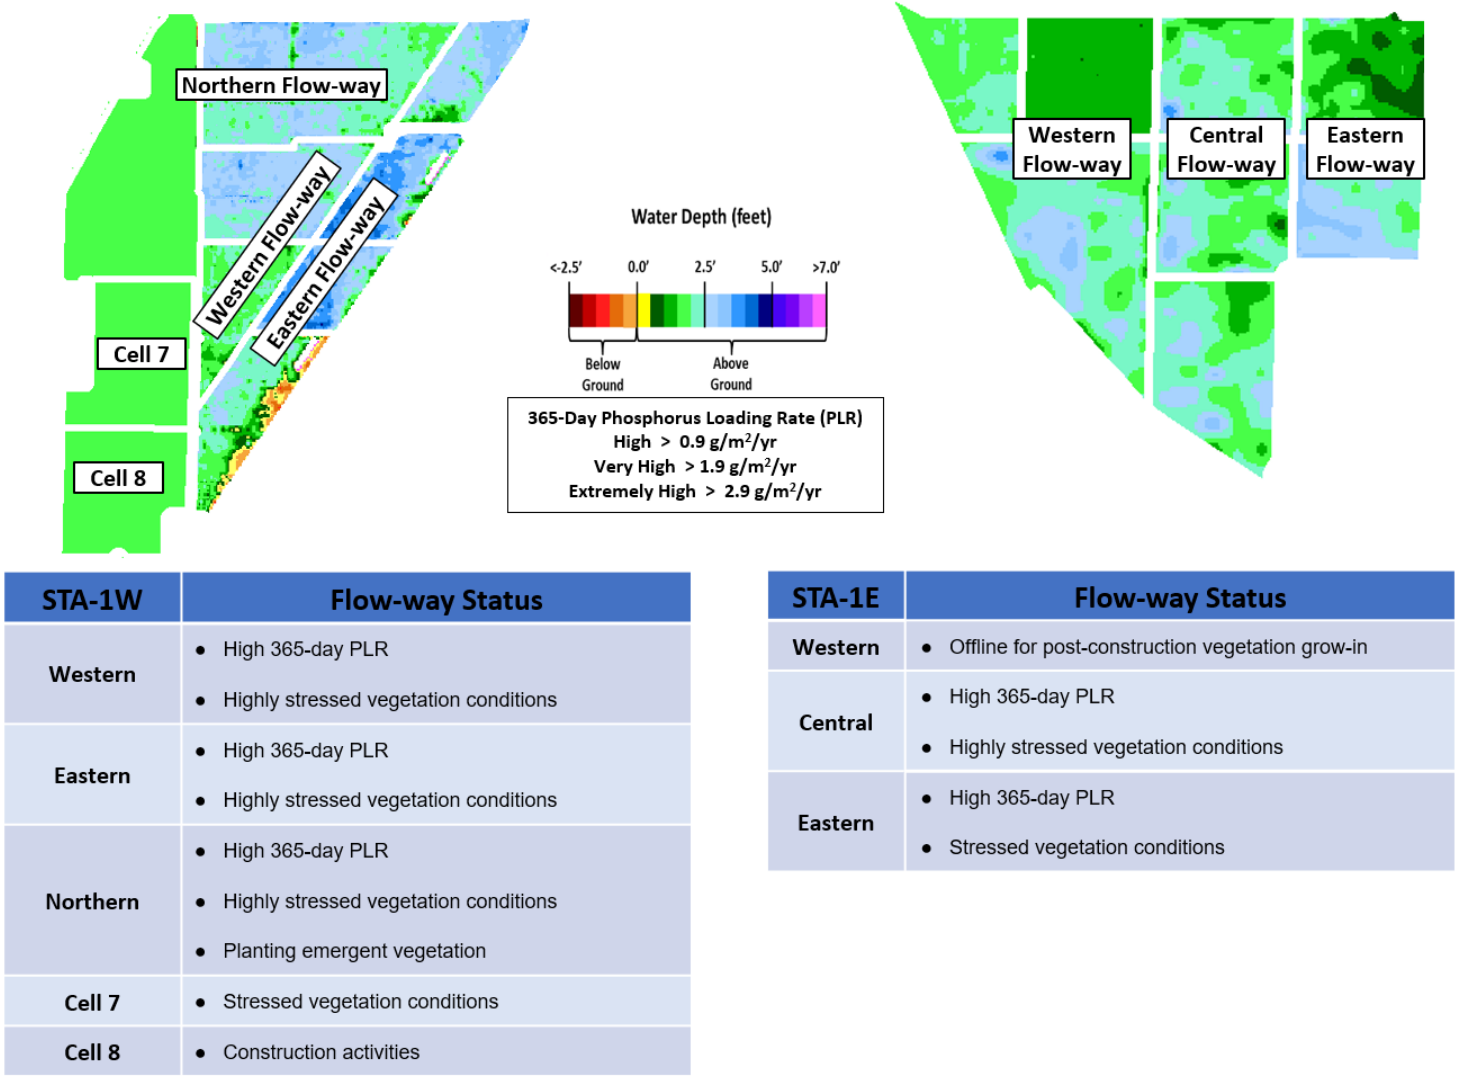 Northern Flow-way
Western Flow-way
Eastern Flow-way
Cell 7
Cell 8
Water Depth (feet)
<-2.5' 0.0' 2.5' 5.0' >7.0'
Below
Ground
Above
Ground
365-Day Phosphorus Loading Rate (PLR)
High > 0.9 g/m²/yr
Very High > 1.9 g/m²/yr
Extremely High > 2.9 g/m²/yr
Western
Flow-way
Central
Flow-way
Eastern
Flow-way
STA-1W Flow-way Status
Western
● High 365-day PLR
● Highly stressed vegetation conditions
Eastern
● High 365-day PLR
● Highly stressed vegetation conditions
Northern
● High 365-day PLR
● Highly stressed vegetation conditions
● Planting emergent vegetation
Cell 7 ● Stressed vegetation conditions
Cell 8 ● Construction activities
STA-1E Flow-way Status
Western ● Offline for post-construction vegetation grow-in
Central
● High 365-day PLR
● Highly stressed vegetation conditions
Eastern
● High 365-day PLR
● Stressed vegetation conditions